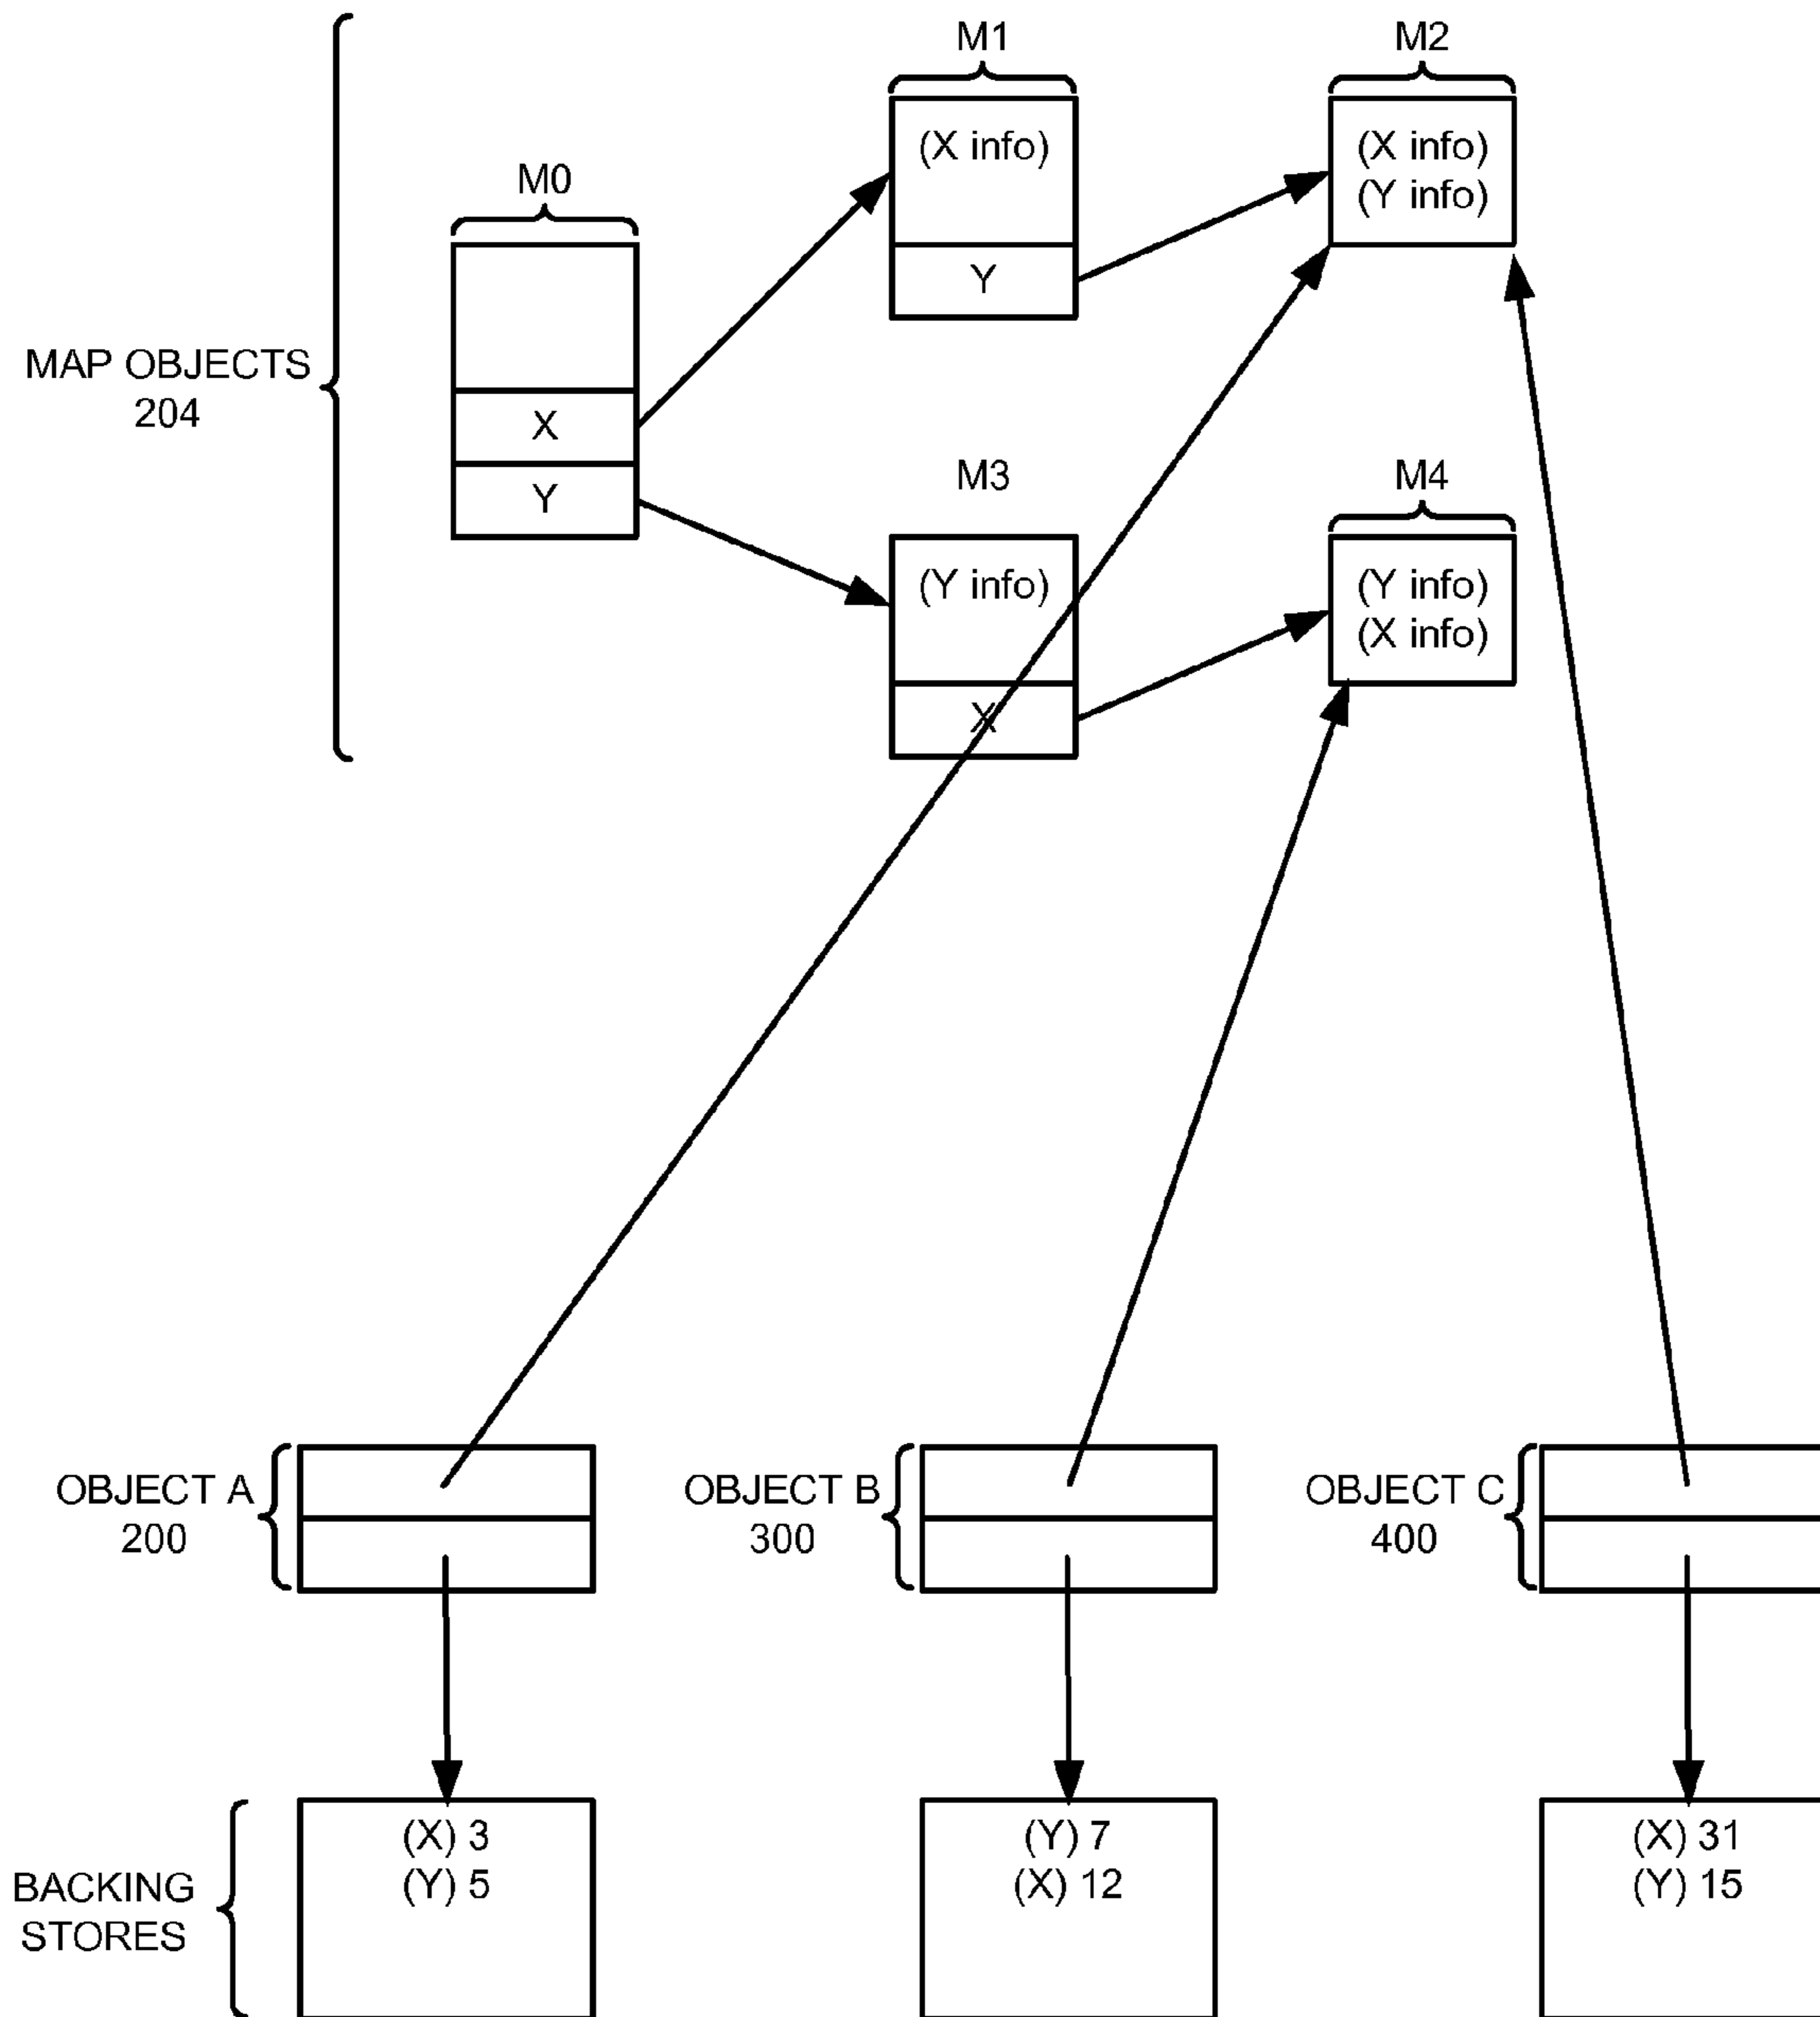 M1
M2
(X info)
(X info)
(Y info)
M0
Y
MAP OBJECTS
204
X
Y
M3
M4
(Y info)
(Y info)
(X info)
X
OBJECT A
200
OBJECT B
300
OBJECT C
400
BACKING
STORES
(X) 3
(Y) 5
(Y) 7
(X) 12
(X) 31
(Y) 15